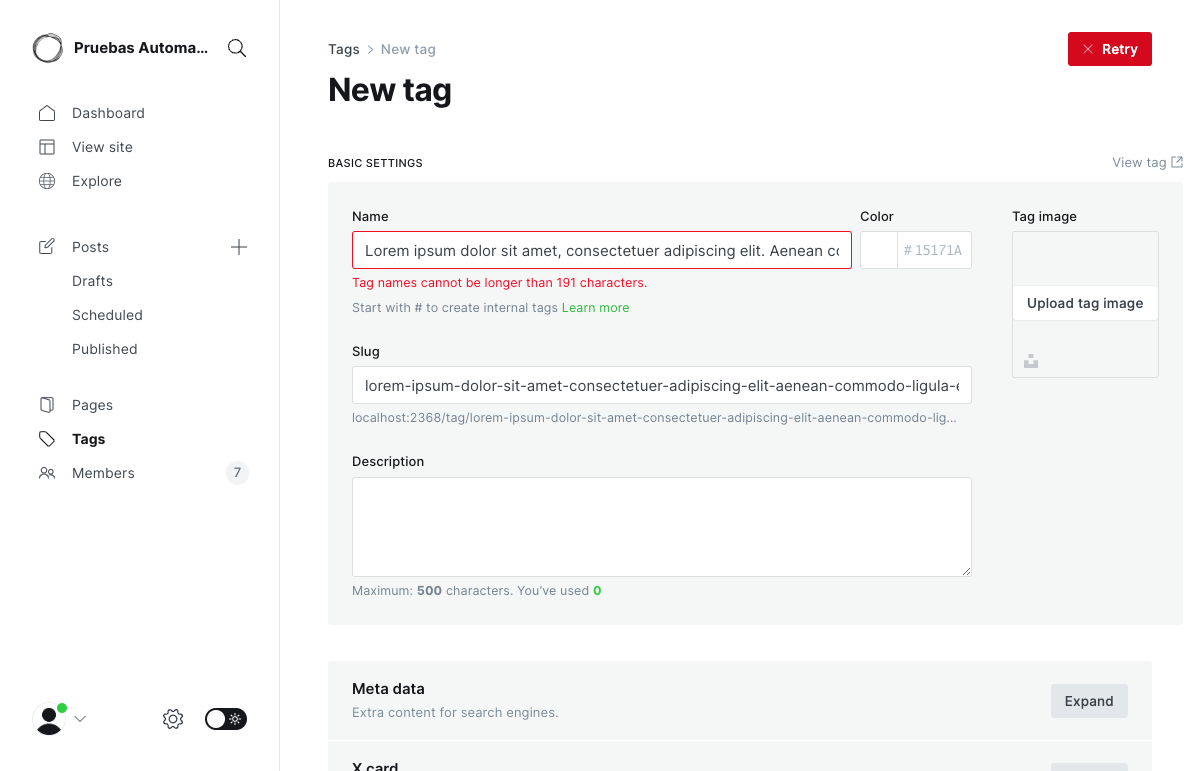 Pruebas Automa...
Dashboard
View site
Explore
Posts
Drafts
Scheduled
Published
Pages
Tags
Members
7
Tags
New tag
Retry
New tag
BASIC SETTINGS
View tag
Name
Lorem ipsum dolor sit amet, consectetuer adipiscing elit. Aenean co
Tag names cannot be longer than 191 characters.
Start with # to create internal tags Learn more
Color
# 15171A
Tag image
Upload tag image
Slug
lorem-ipsum-dolor-sit-amet-consectetuer-adipiscing-elit-aenean-commodo-ligula-e
localhost:2368/tag/lorem-ipsum-dolor-sit-amet-consectetuer-adipiscing-elit-aenean-commodo-lig...
Description
Maximum: 500 characters. You've used 0
Meta data
Extra content for search engines.
Expand
X card